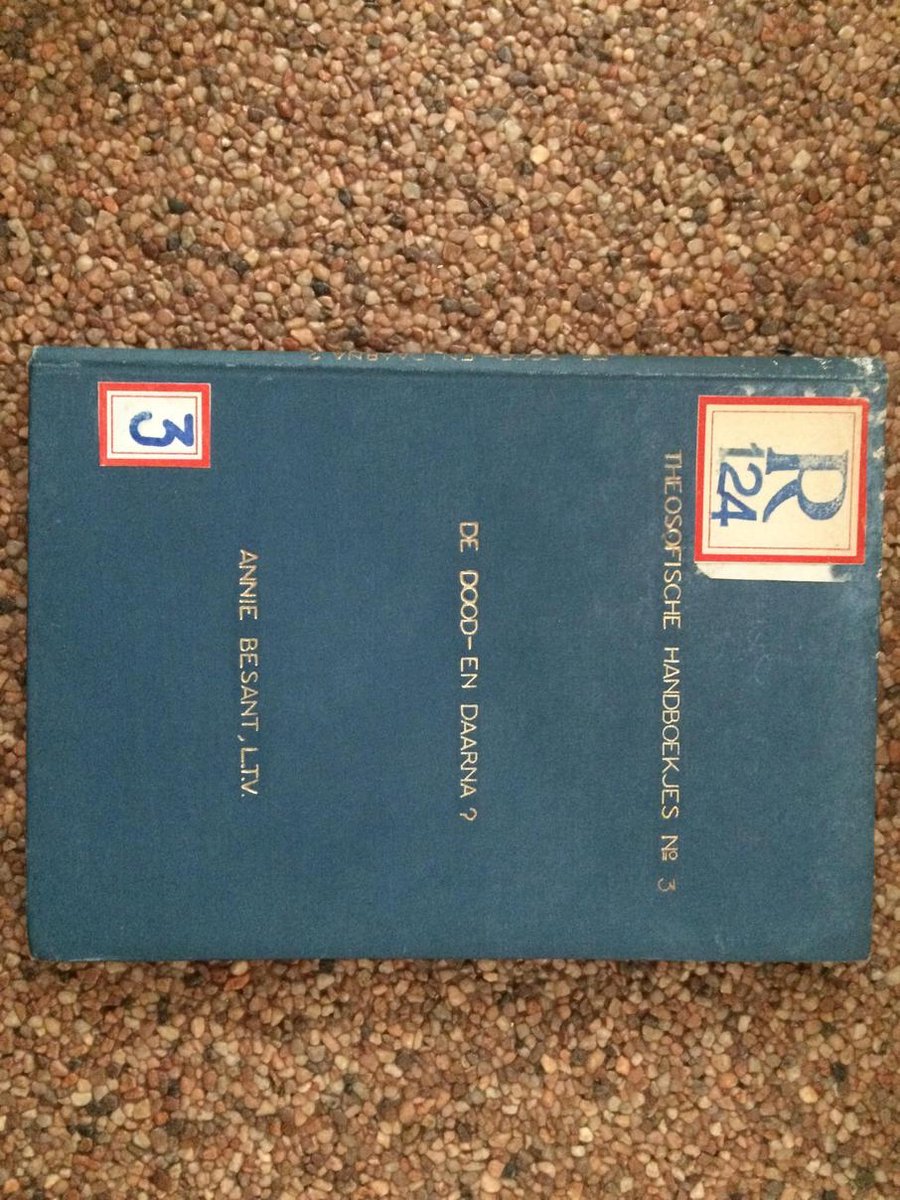 R
124
THEOSOFISCHE HANDBOEKJES Nº 3
DE DOOD-EN DAARNA?
ANNIE BESANT, L.T.V.
3